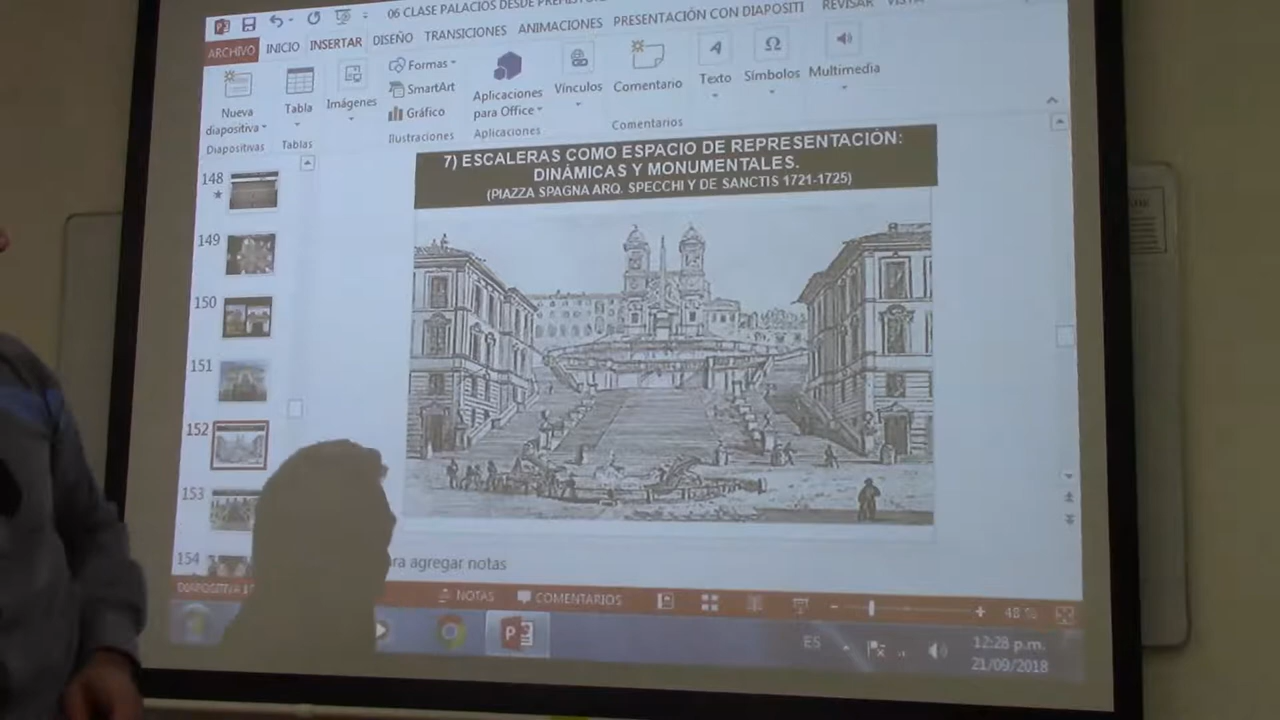 06 CLASE PALACIOS DESDE
ARCHIVO INICIO INSERTAR DISEÑO TRANSICIONES ANIMACIONES PRESENTACIÓN CON DIAPOSITI REVISAR VISTA
Nueva diapositiva
Tabla
Imágenes
Formas
SmartArt
Gráfico
Aplicaciones para Office
Vínculos
Comentario
Texto
Símbolos
Multimedia
Diapositivas
Tablas
Ilustraciones
Aplicaciones
Comentarios
7) ESCALERAS COMO ESPACIO DE REPRESENTACIÓN:
DINÁMICAS Y MONUMENTALES.
(PIAZZA SPAGNA ARQ. SPECCHI Y DE SANCTIS 1721-1725)
148
149
150
151
152
153
154
ra agregar notas
DIAPOSITIVA
NOTAS
COMENTARIOS
48 %
ES
12:28 p.m.
21/09/2018